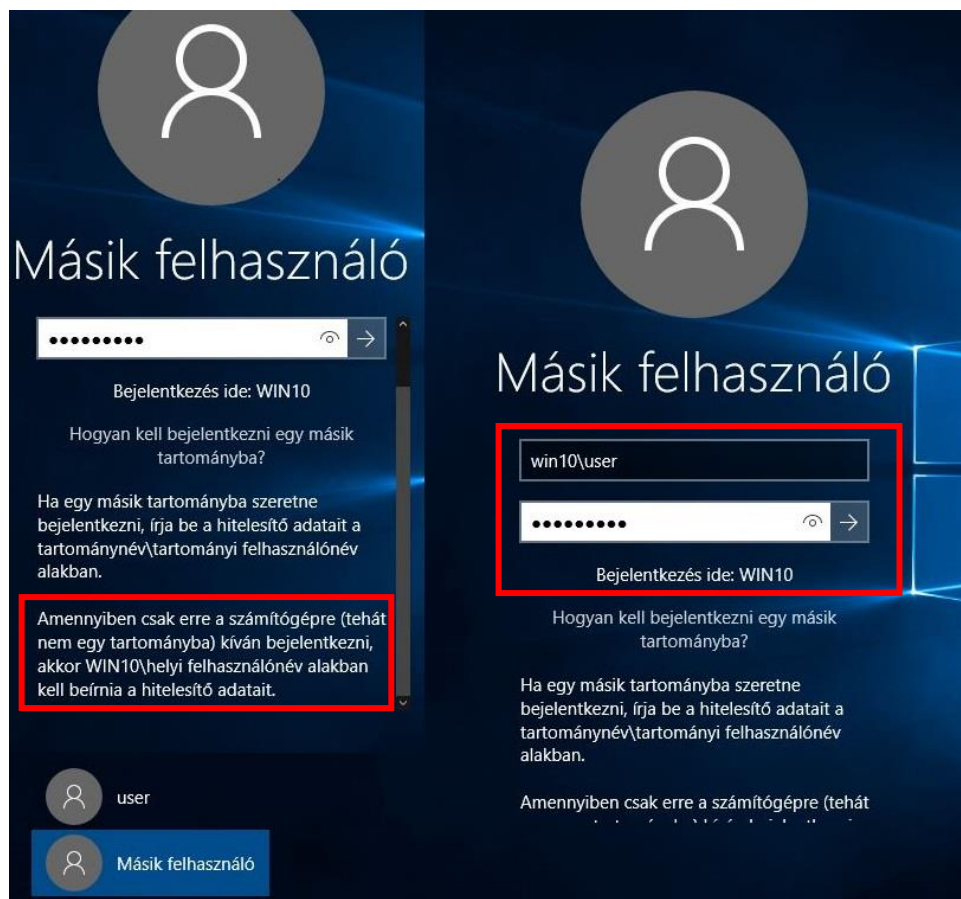 Másik felhasználó
•••••••••
Bejelentkezés ide: WIN10
Hogyan kell bejelentkezni egy másik
tartományba?
Ha egy másik tartományba szeretne
bejelentkezni, írja be a hitelesítő adatait a
tartománynév\tartományi felhasználónév
alakban.
Amennyiben csak erre a számítógépre (tehát
nem egy tartományba) kíván bejelentkezni,
akkor WIN10\helyi felhasználónév alakban
kell beírnia a hitelesítő adatait.
user
Másik felhasználó
Másik felhasználó
win10\user
•••••••••
Bejelentkezés ide: WIN10
Hogyan kell bejelentkezni egy másik
tartományba?
Ha egy másik tartományba szeretne
bejelentkezni, írja be a hitelesítő adatait a
tartománynév\tartományi felhasználónév
alakban.
Amennyiben csak erre a számítógépre (tehát